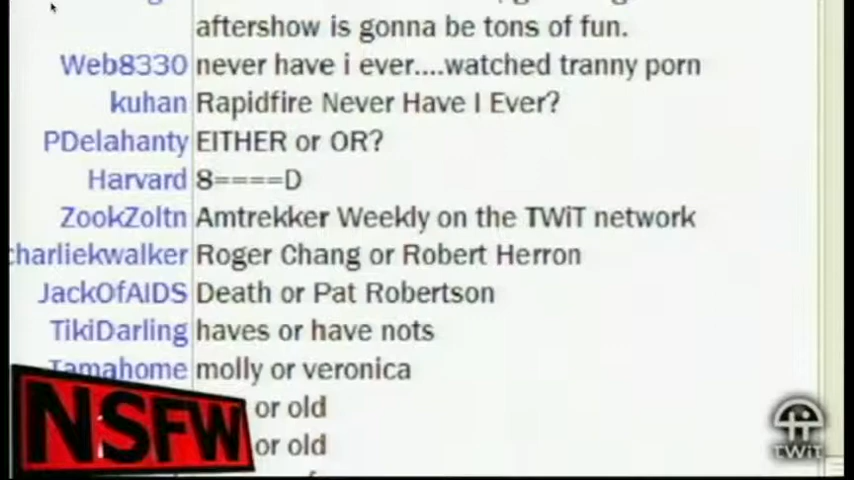 aftershow is gonna be tons of fun.
Web8330 never have i ever....watched tranny porn
kuhan Rapidfire Never Have I Ever?
PDelahanty EITHER or OR?
Harvard 8====D
ZookZoltn Amtrekker Weekly on the TWiT network
charliekwalker Roger Chang or Robert Herron
JackOfAIDS Death or Pat Robertson
TikiDarling haves or have nots
Tamahome molly or veronica
or old
or old
NSFW
TWiT